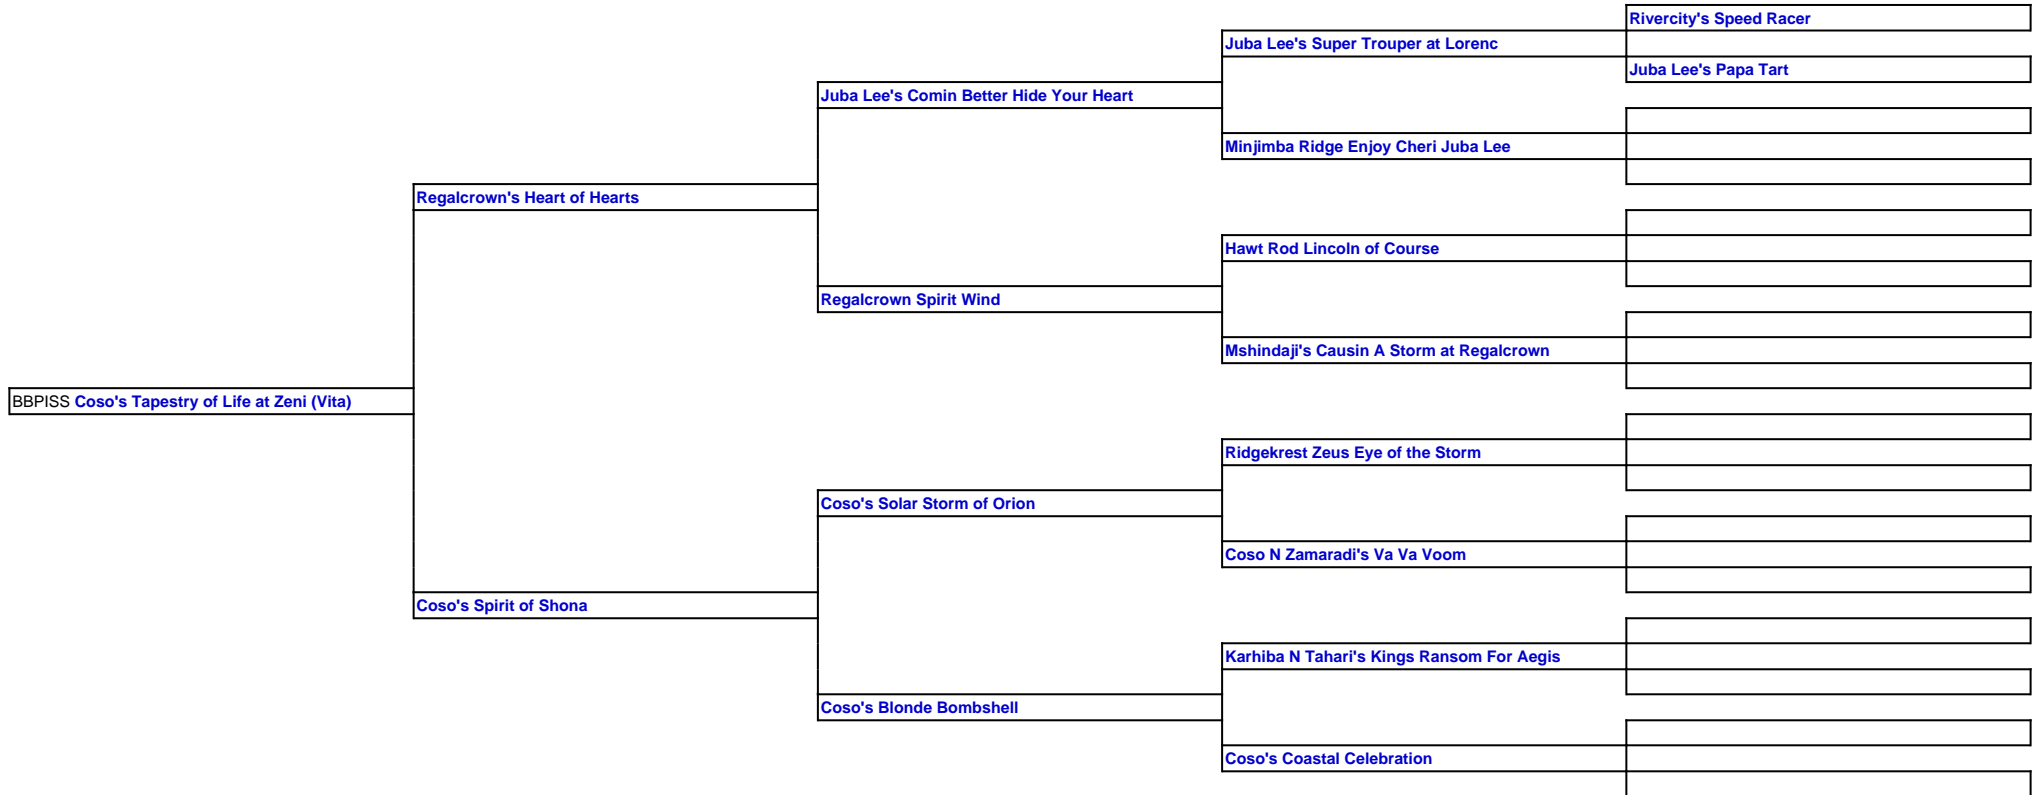 Rivercity's Speed Racer
Juba Lee's Super Trouper at Lorenc
Juba Lee's Papa Tart
Juba Lee's Comin Better Hide Your Heart
Minjimba Ridge Enjoy Cheri Juba Lee
Regalcrown's Heart of Hearts
Hawt Rod Lincoln of Course
Regalcrown Spirit Wind
Mshindaji's Causin A Storm at Regalcrown
BBPISS Coso's Tapestry of Life at Zeni (Vita)
Ridgekrest Zeus Eye of the Storm
Coso's Solar Storm of Orion
Coso N Zamaradi's Va Va Voom
Coso's Spirit of Shona
Karhiba N Tahari's Kings Ransom For Aegis
Coso's Blonde Bombshell
Coso's Coastal Celebration